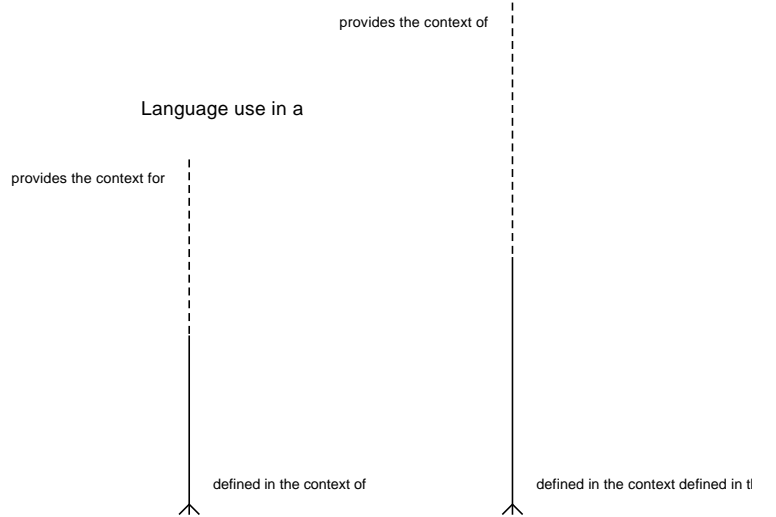 provides the context of
Language use in a
provides the context for
defined in the context of
defined in the context defined in